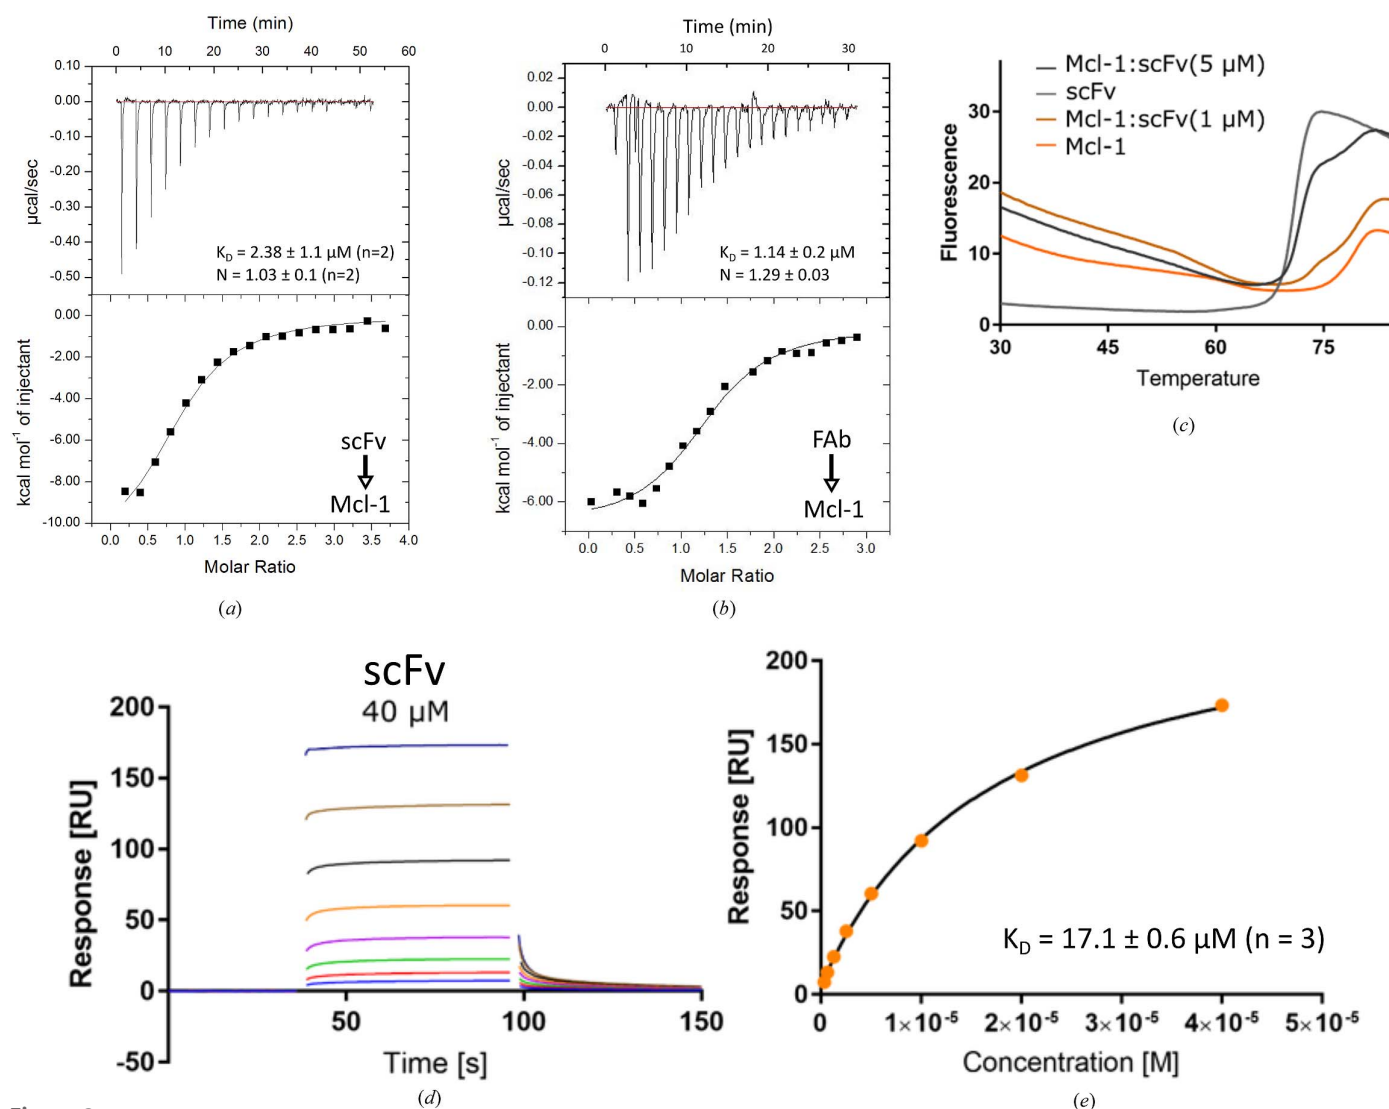 Time (min)
0 10 20 30 40 50 60
0.10
0.00
-0.10
-0.20
-0.30
-0.40
-0.50
µcal/sec
K_D = 2.38 ± 1.1 µM (n=2)
N = 1.03 ± 0.1 (n=2)
0.00
-2.00
-4.00
-6.00
-8.00
-10.00
kcal mol⁻¹ of injectant
scFv
Mcl-1
0.0 0.5 1.0 1.5 2.0 2.5 3.0 3.5 4.0
Molar Ratio
(a)
Time (min)
0 10 20 30
0.02
0.00
-0.02
-0.04
-0.06
-0.08
-0.10
-0.12
µcal/sec
K_D = 1.14 ± 0.2 µM
N = 1.29 ± 0.03
0.00
-2.00
-4.00
-6.00
kcal mol⁻¹ of injectant
FAb
Mcl-1
0.0 0.5 1.0 1.5 2.0 2.5 3.0
Molar Ratio
(b)
Mcl-1:scFv(5 µM)
scFv
Mcl-1:scFv(1 µM)
Mcl-1
Fluorescence
30
20
10
0
30 45 60 75
Temperature
(c)
scFv
40 µM
200
150
100
50
0
-50
Response [RU]
50 100 150
Time [s]
(d)
200
150
100
50
0
Response [RU]
K_D = 17.1 ± 0.6 µM (n = 3)
0 1×10⁻⁵ 2×10⁻⁵ 3×10⁻⁵ 4×10⁻⁵ 5×10⁻⁵
Concentration [M]
(e)